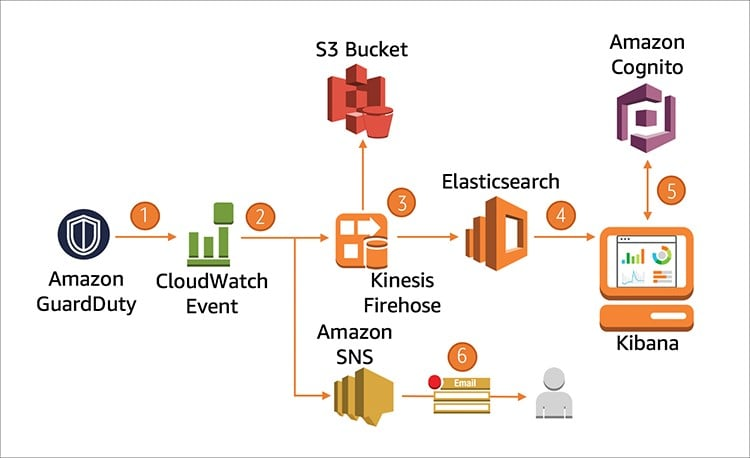 S3 Bucket
Amazon
Cognito
Elasticsearch
1
2
3
4
5
Amazon
GuardDuty
CloudWatch
Event
Kinesis
Firehose
Kibana
Amazon
SNS
6
Email